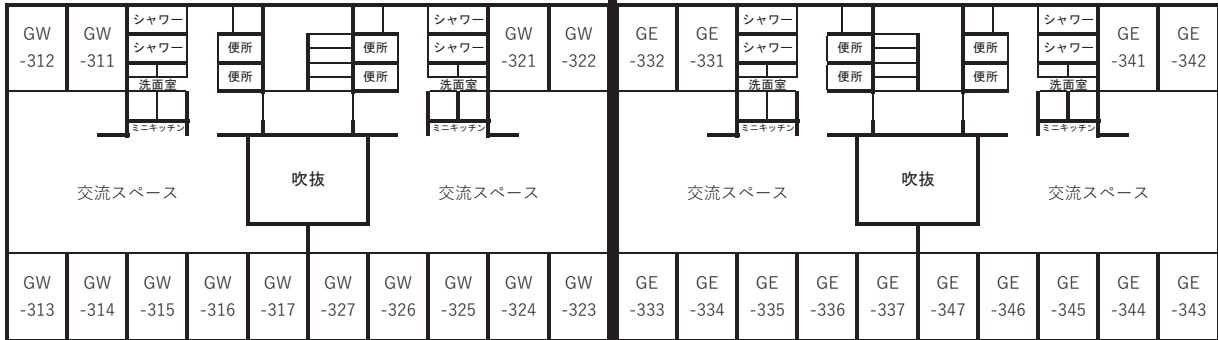 GW
-312
GW
-311
シャワー
シャワー
洗面室
ミニキッチン
便所
便所
便所
便所
シャワー
シャワー
洗面室
ミニキッチン
GW
-321
GW
-322
GE
-332
GE
-331
シャワー
シャワー
洗面室
ミニキッチン
便所
便所
便所
便所
シャワー
シャワー
洗面室
ミニキッチン
GE
-341
GE
-342
交流スペース
吹抜
交流スペース
交流スペース
吹抜
交流スペース
GW
-313
GW
-314
GW
-315
GW
-316
GW
-317
GW
-327
GW
-326
GW
-325
GW
-324
GW
-323
GE
-333
GE
-334
GE
-335
GE
-336
GE
-337
GE
-347
GE
-346
GE
-345
GE
-344
GE
-343